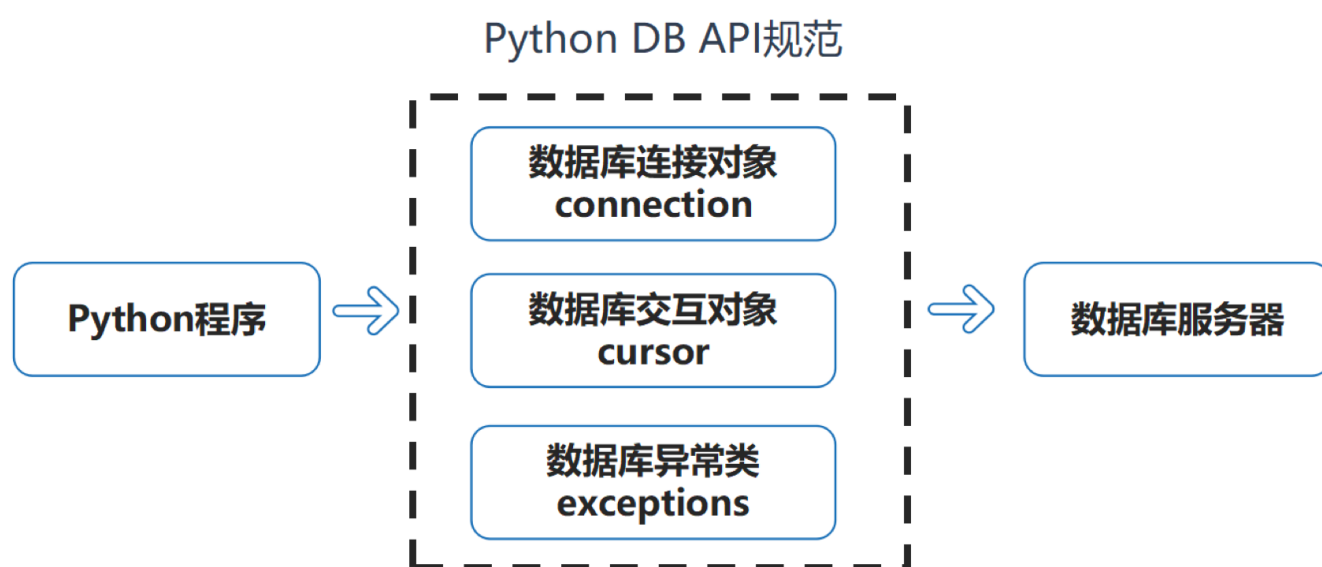 Python DB API规范
数据库连接对象
connection
Python程序
数据库交互对象
cursor
数据库服务器
数据库异常类
exceptions